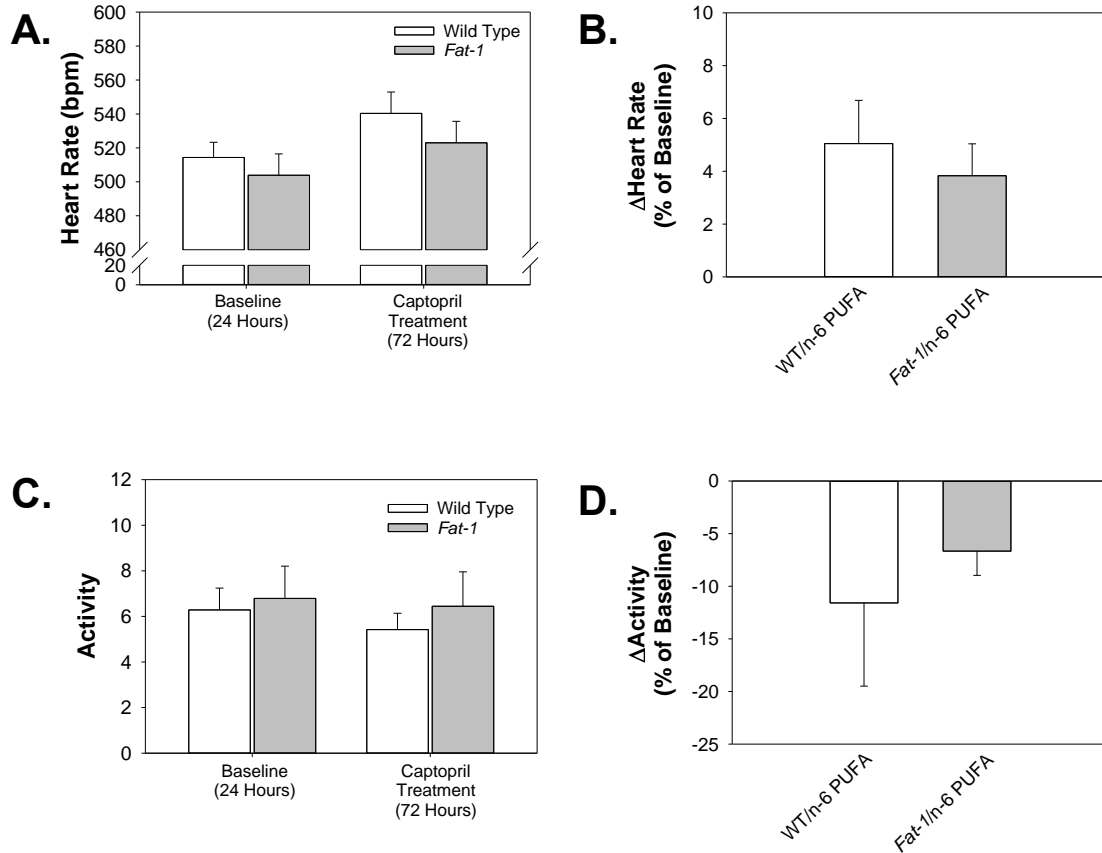 A.
Heart Rate (bpm)
600
580
560
540
520
500
480
460
20
0
Wild Type
Fat-1
Baseline
(24 Hours)
Captopril
Treatment
(72 Hours)
B.
ΔHeart Rate
(% of Baseline)
10
8
6
4
2
0
WT/n-6 PUFA
Fat-1/n-6 PUFA
C.
Activity
12
10
8
6
4
2
0
Wild Type
Fat-1
Baseline
(24 Hours)
Captopril
Treatment
(72 Hours)
D.
ΔActivity
(% of Baseline)
0
-5
-10
-15
-20
-25
WT/n-6 PUFA
Fat-1/n-6 PUFA